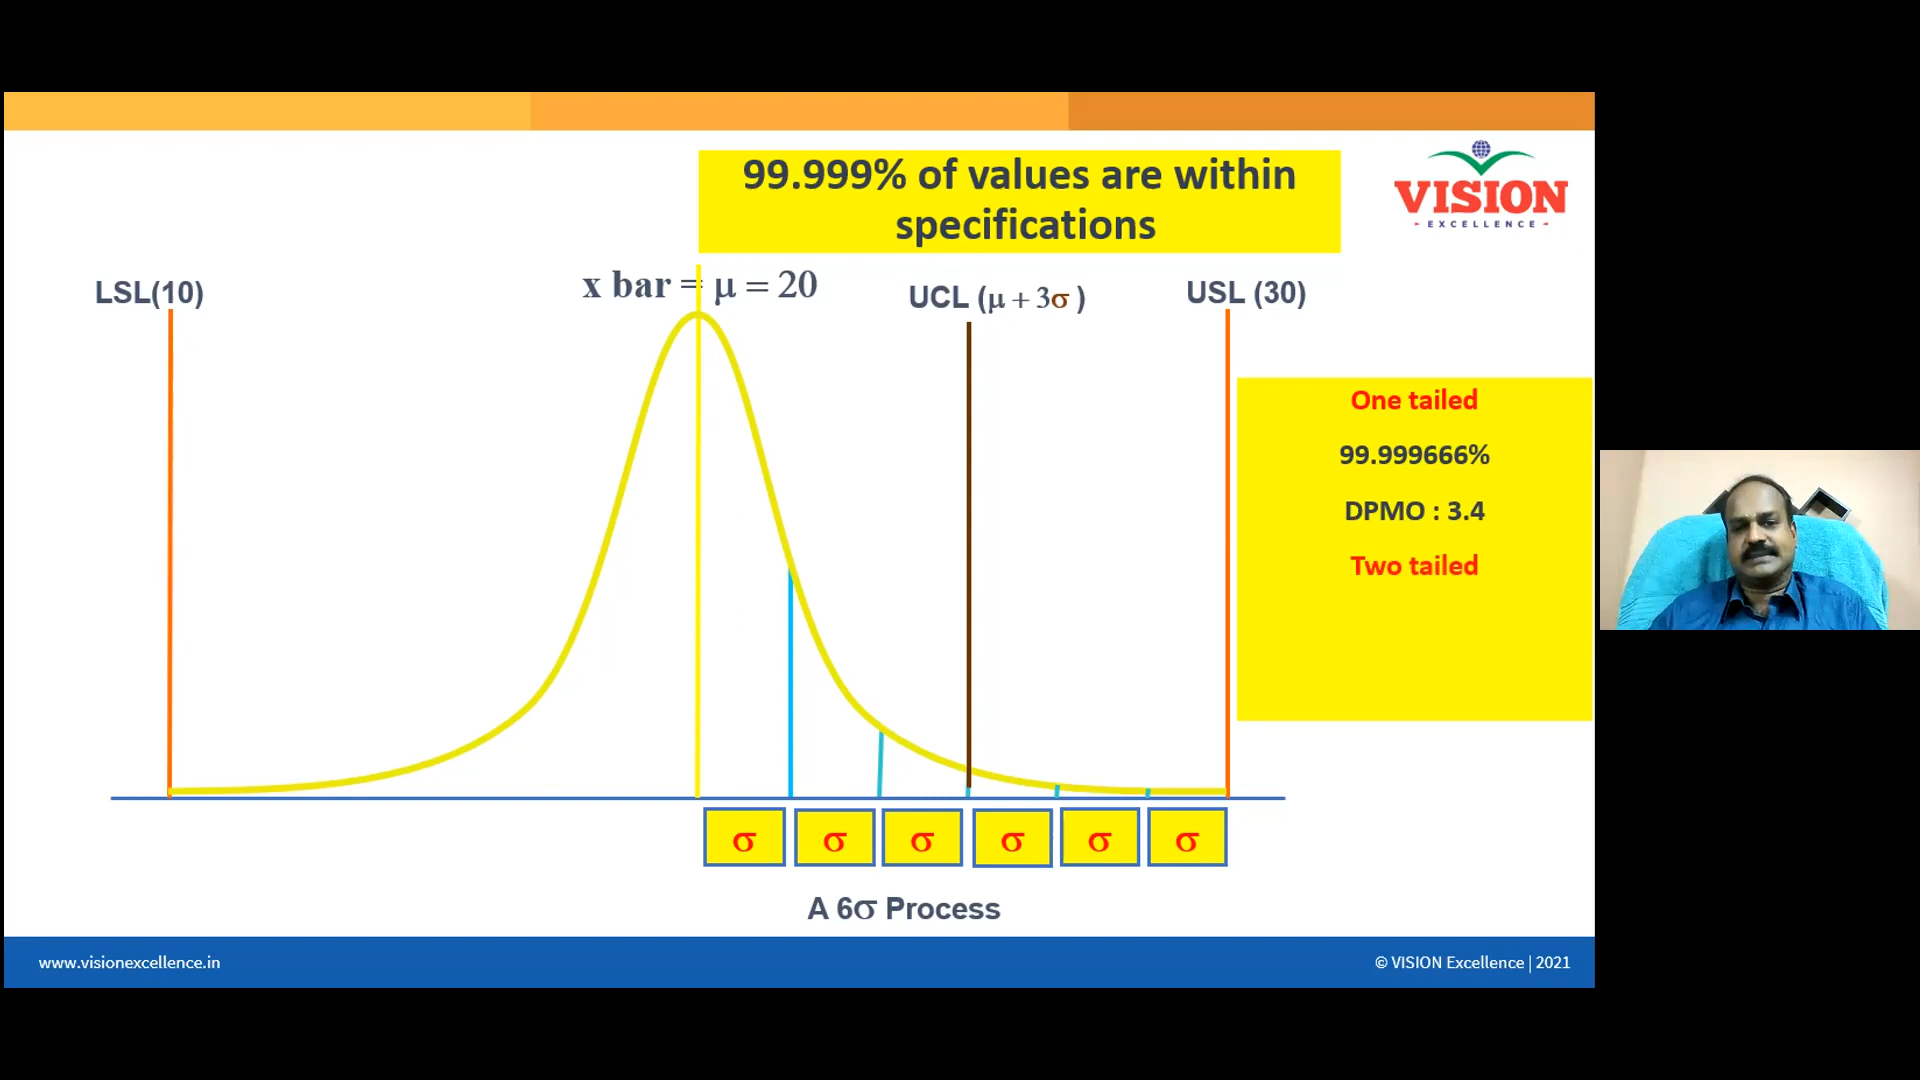 99.999% of values are within
specifications
VISION
EXCELLENCE
LSL(10)
x bar = μ = 20
UCL (μ + 3σ )
USL (30)
One tailed
99.999666%
DPMO : 3.4
Two tailed
σ σ σ σ σ σ
A 6σ Process
www.visionexcellence.in
© VISION Excellence | 2021